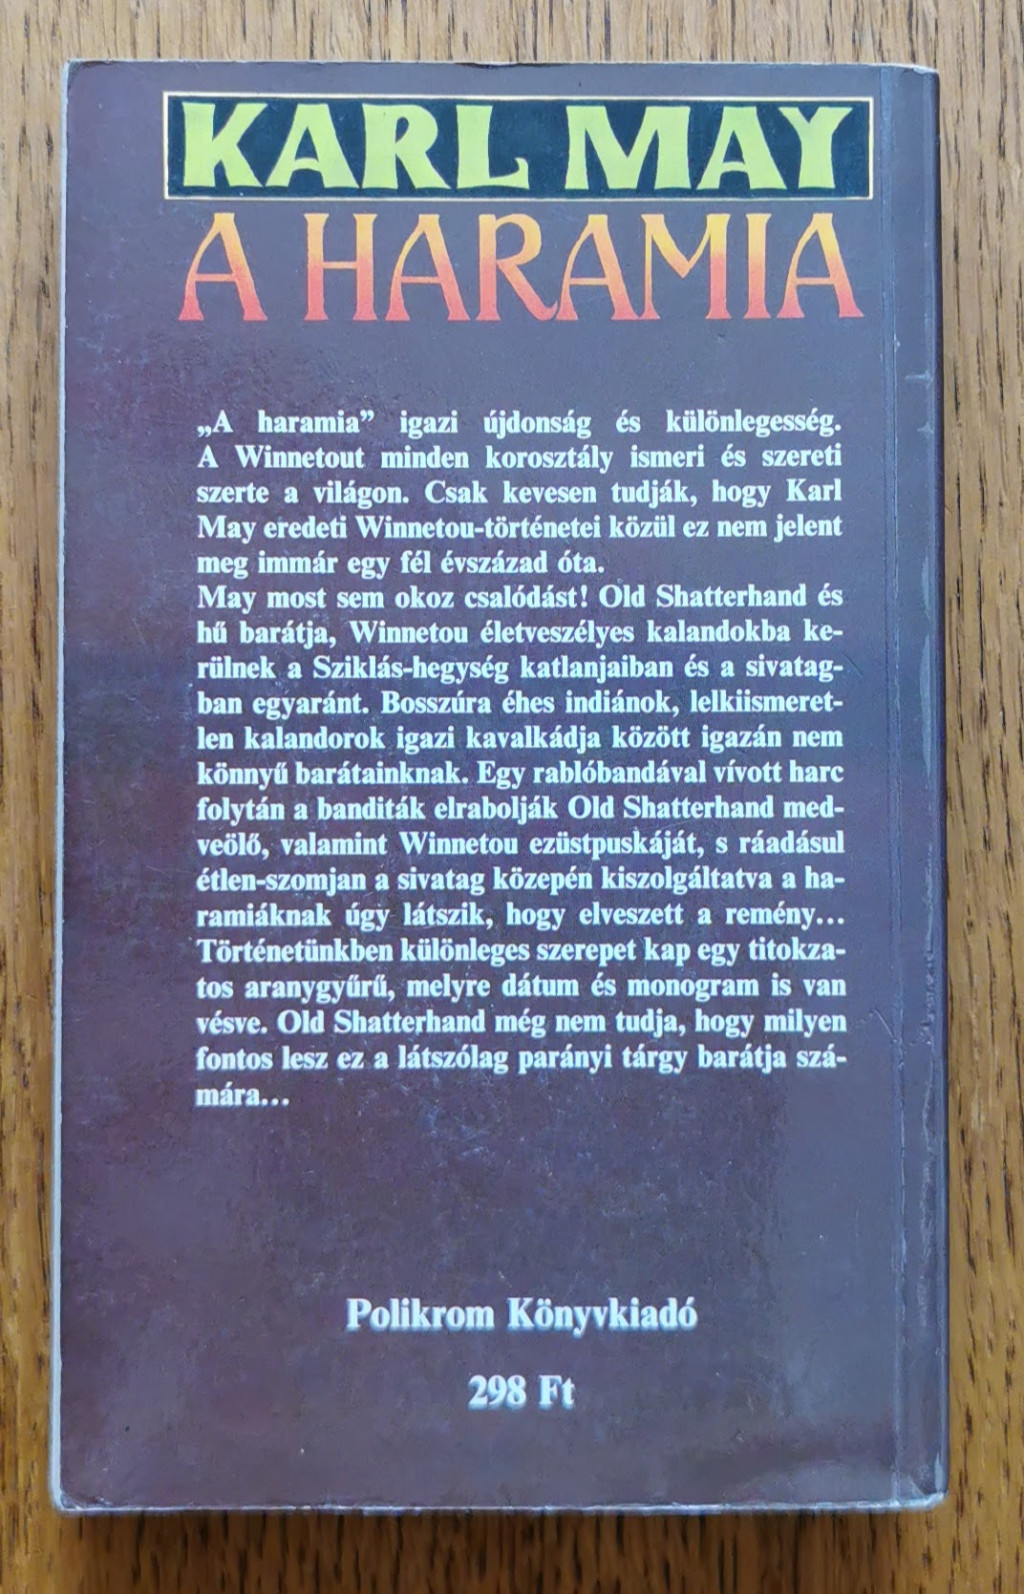 KARL MAY
A HARAMIA
„A haramia” igazi újdonság és különlegesség.
A Winnetout minden korosztály ismeri és szereti
szerte a világon. Csak kevesen tudják, hogy Karl
May eredeti Winnetou-történetei közül ez nem jelent
meg immár egy fél évszázad óta.
May most sem okoz csalódást! Old Shatterhand és
hű barátja, Winnetou életveszélyes kalandokba ke-
rülnek a Sziklás-hegység katlanjaiban és a sivatag-
ban egyaránt. Bosszúra éhes indiánok, lelkiismeret-
len kalandorok igazi kavalkádja között igazán nem
könnyű barátainknak. Egy rablóbandával vívott harc
folytán a banditák elrabolják Old Shatterhand med-
veölő, valamint Winnetou ezüstpuskáját, s ráadásul
étlen-szomjan a sivatag közepén kiszolgáltatva a ha-
ramiáknak úgy látszik, hogy elveszett a remény...
Történetünkben különleges szerepet kap egy titokza-
tos aranygyűrű, melyre dátum és monogram is van
vésve. Old Shatterhand még nem tudja, hogy milyen
fontos lesz ez a látszólag parányi tárgy barátja szá-
mára...
Polikrom Könyvkiadó
298 Ft